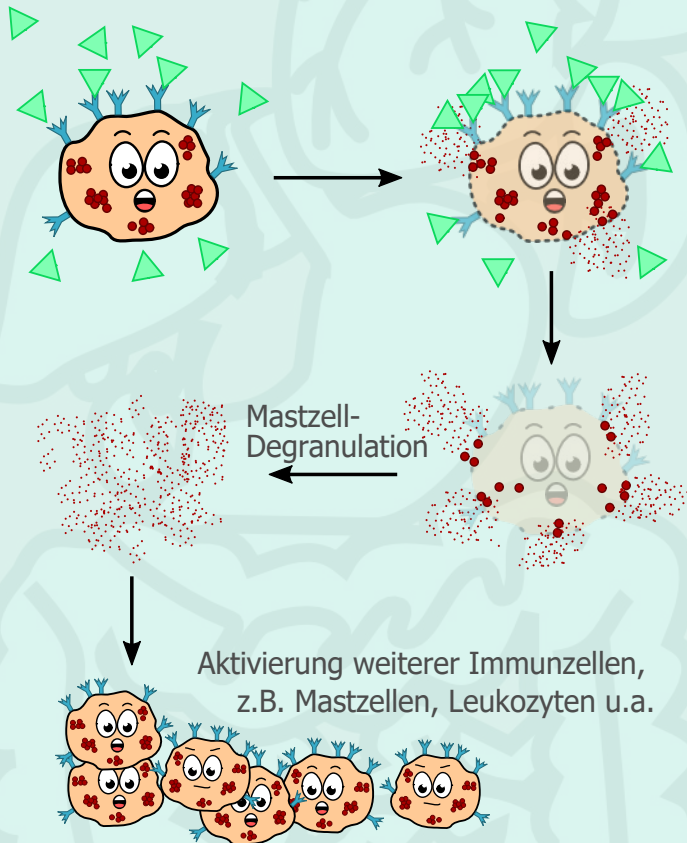 Mastzell-
Degranulation
Aktivierung weiterer Immunzellen,
z.B. Mastzellen, Leukozyten u.a.